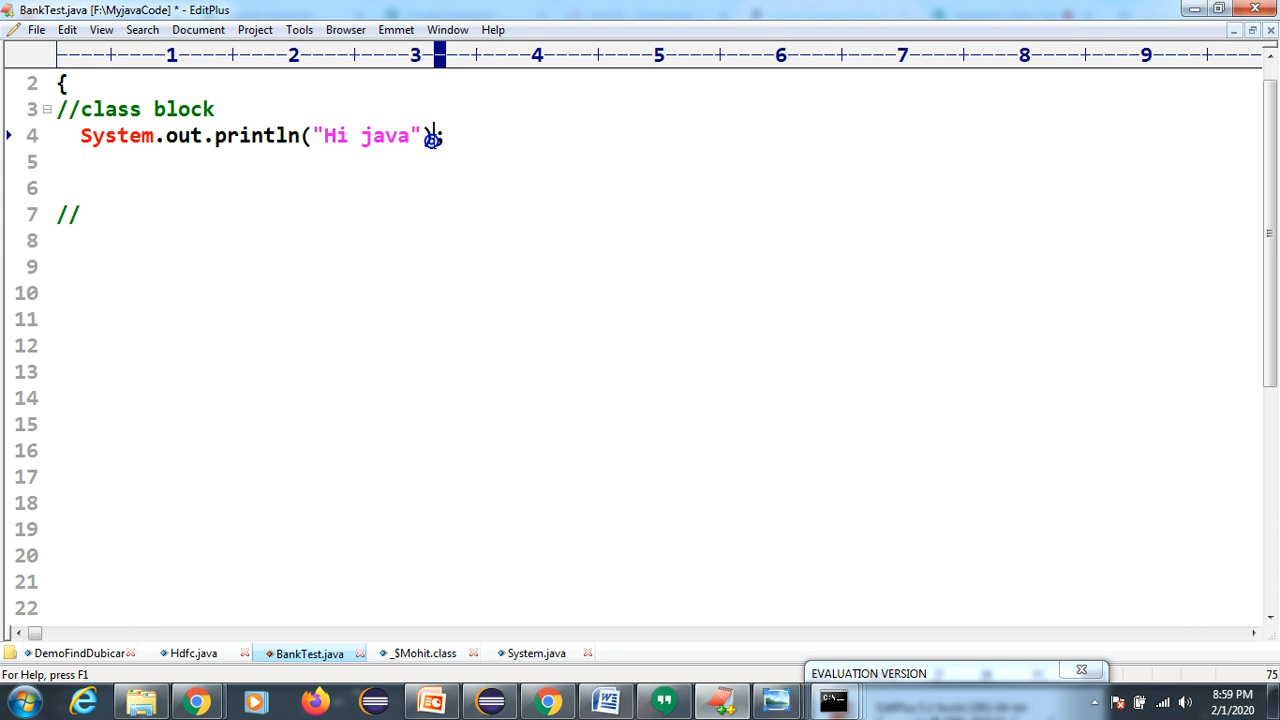 BankTest.java [F:\MyjavaCode] * - EditPlus
File Edit View Search Document Project Tools Browser Emmet Window Help
1 2 3 4 5 6 7 8 9
2 {
3 //class block
4 System.out.println("Hi java");
5
6
7 //
8
9
10
11
12
13
14
15
16
17
18
19
20
21
22
DemoFindDubicar Hdfc.java BankTest.java _$Mohit.class System.java
For Help, press F1 EVALUATION VERSION 75
8:59 PM
2/1/2020